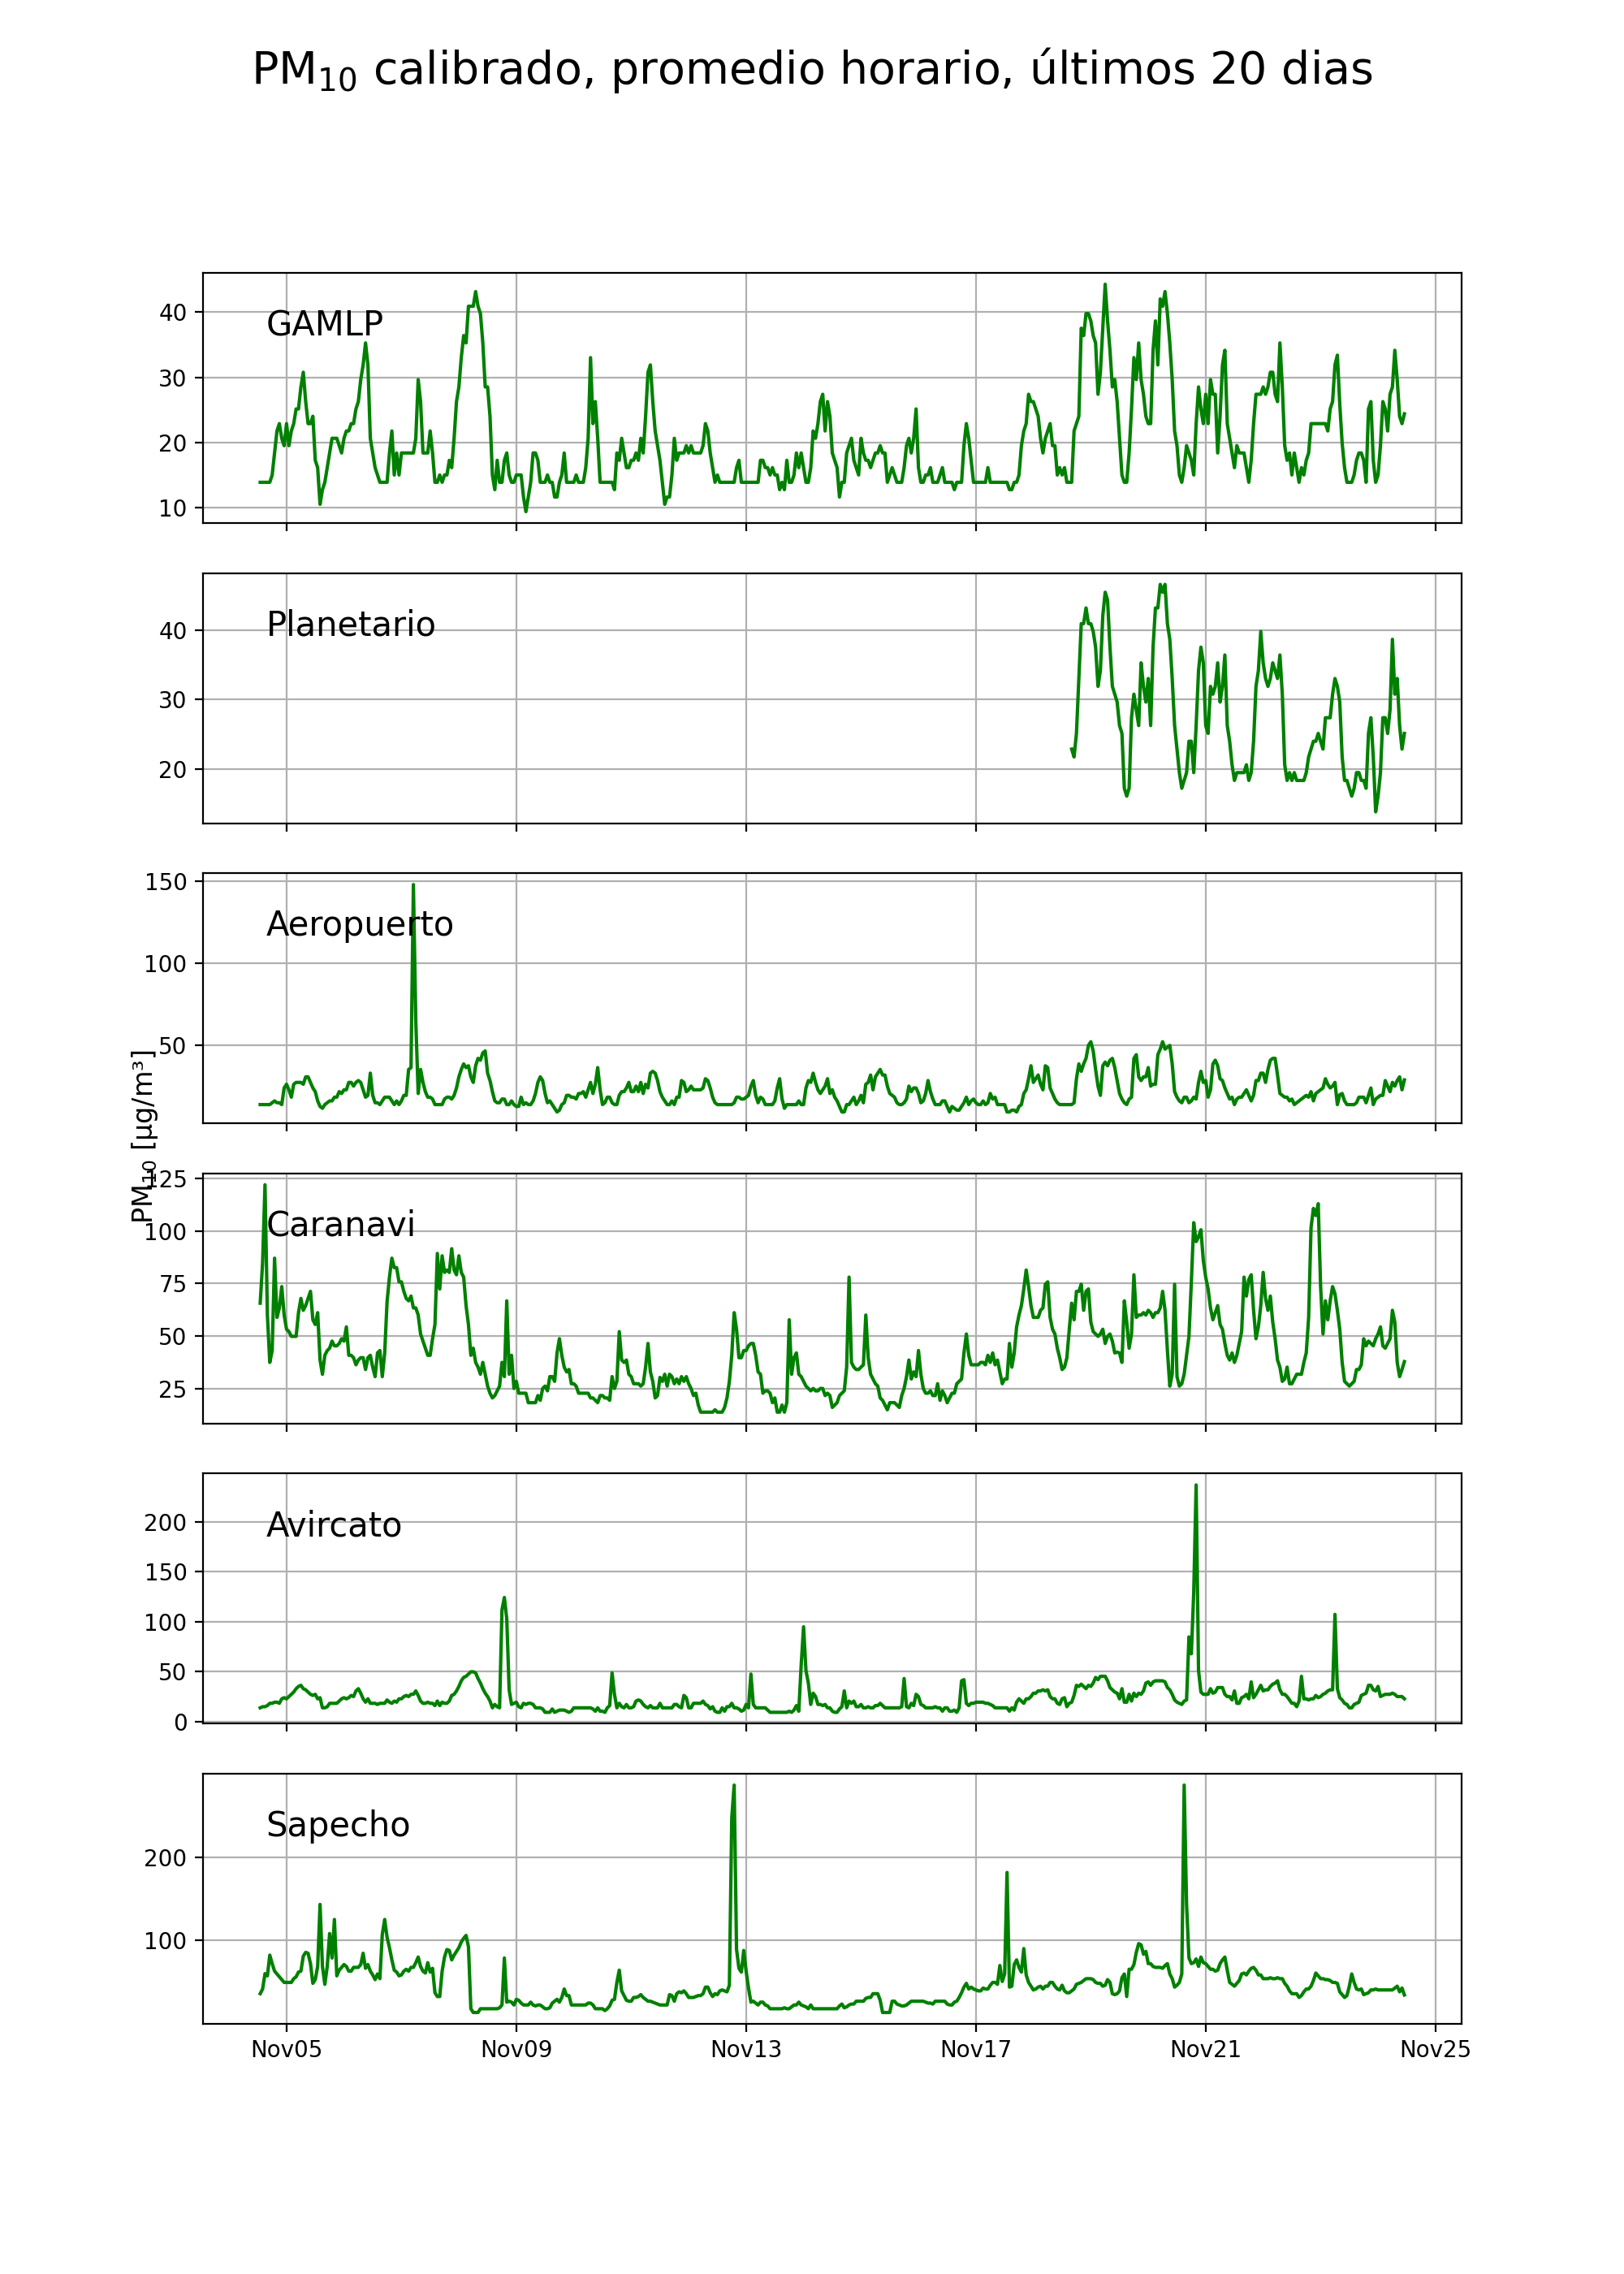 PM₁₀ calibrado, promedio horario, últimos 20 dias
GAMLP
40
30
20
10
Planetario
40
30
20
Aeropuerto
150
100
50
PM₁₀ [µg/m³]
Caranavi
125
100
75
50
25
Avircato
200
150
100
50
0
Sapecho
200
100
Nov05 Nov09 Nov13 Nov17 Nov21 Nov25